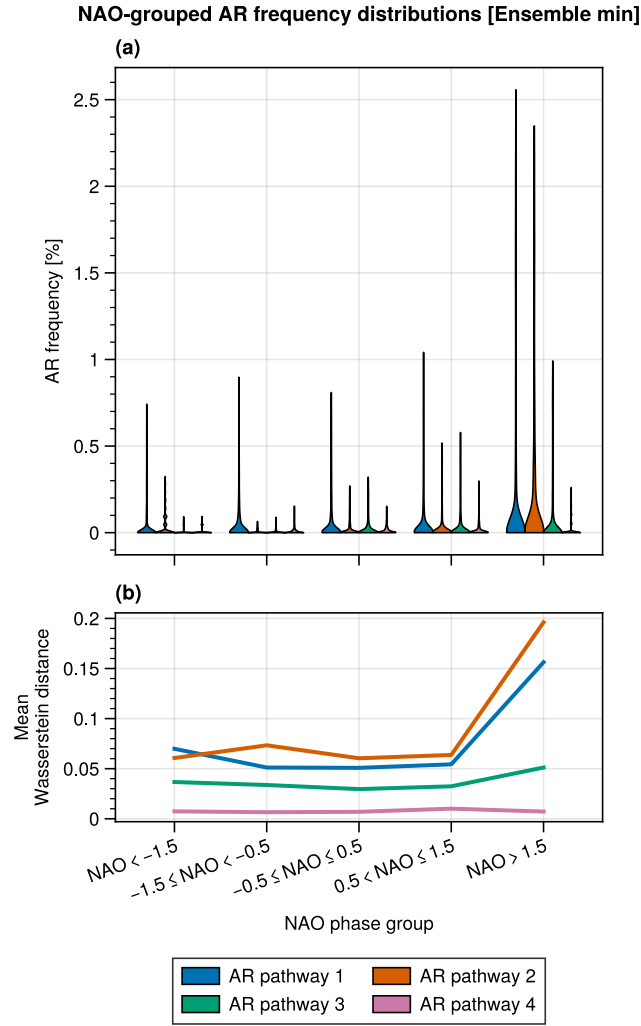 NAO-grouped AR frequency distributions [Ensemble min]
(a)
2.5
2
1.5
1
0.5
0
AR frequency [%]
(b)
0.2
0.15
0.1
0.05
0
Mean
Wasserstein distance
NAO < −1.5
−1.5 ≤ NAO < −0.5
−0.5 ≤ NAO ≤ 0.5
0.5 < NAO ≤ 1.5
NAO > 1.5
NAO phase group
AR pathway 1
AR pathway 2
AR pathway 3
AR pathway 4